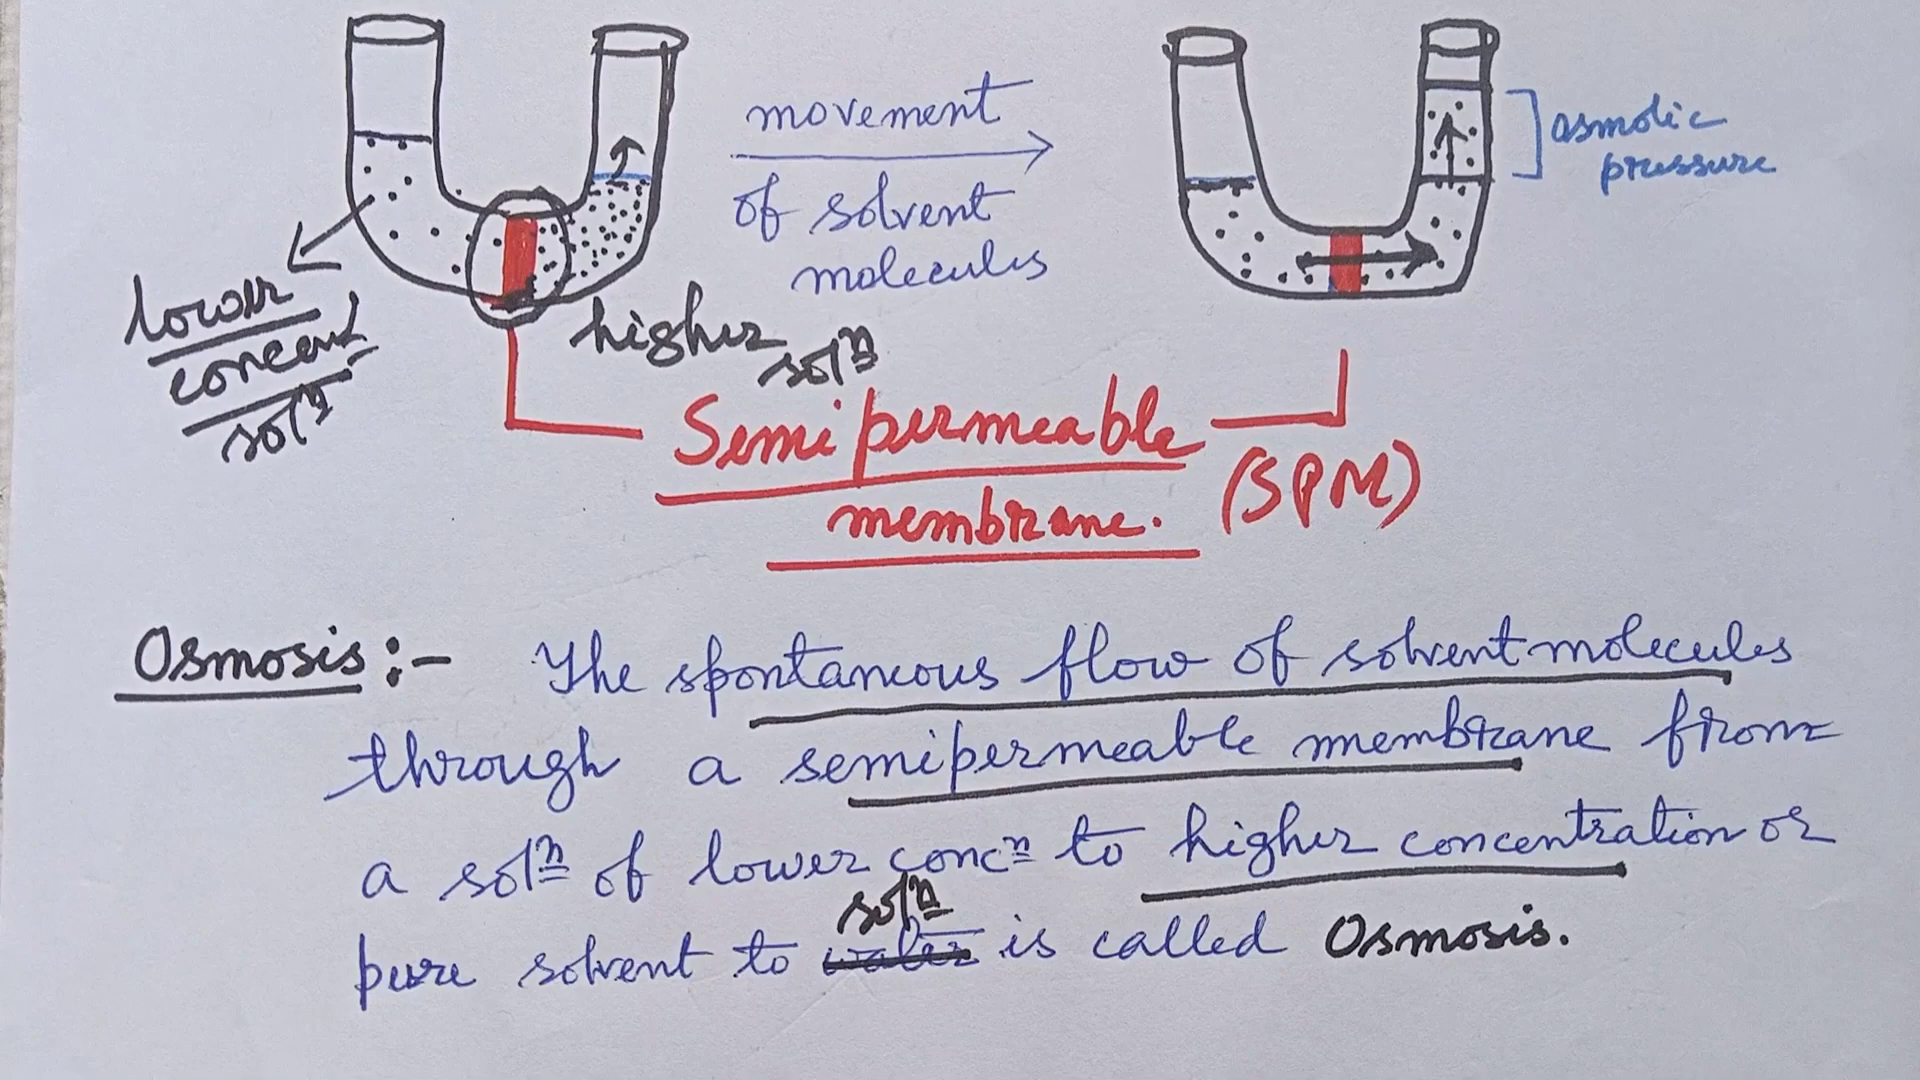 movement
of solvent
molecules
osmotic
pressure
lower
concent
solⁿ
higher
solⁿ
Semipermeable
membrane. (SPM)
Osmosis :- The spontaneous flow of solvent molecules
through a semipermeable membrane from
a solⁿ of lower concⁿ to higher concentration or
solⁿ
pure solvent to water is called Osmosis.